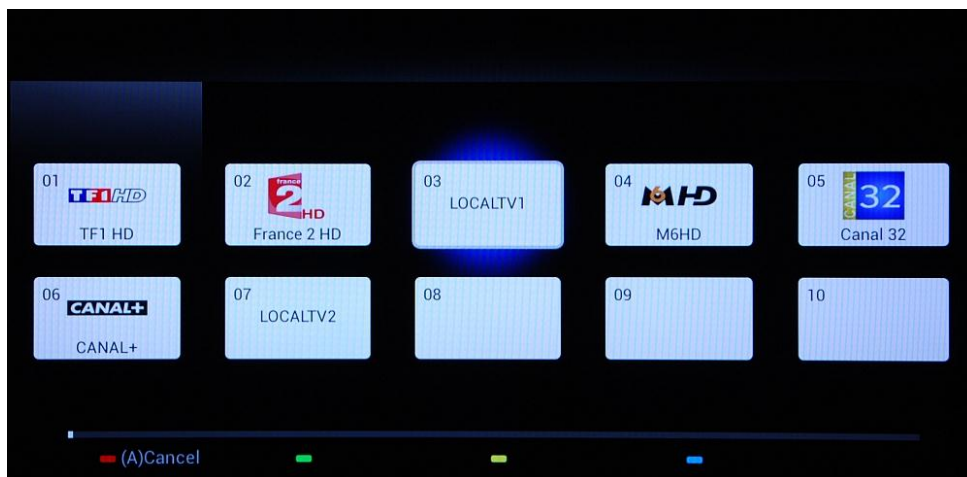 01
TF1 HD
TF1 HD
02
france
2
HD
France 2 HD
03
LOCALTV1
04
M6 HD
M6HD
05
CANAL
32
Canal 32
06
CANAL+
CANAL+
07
LOCALTV2
08
09
10
(A)Cancel